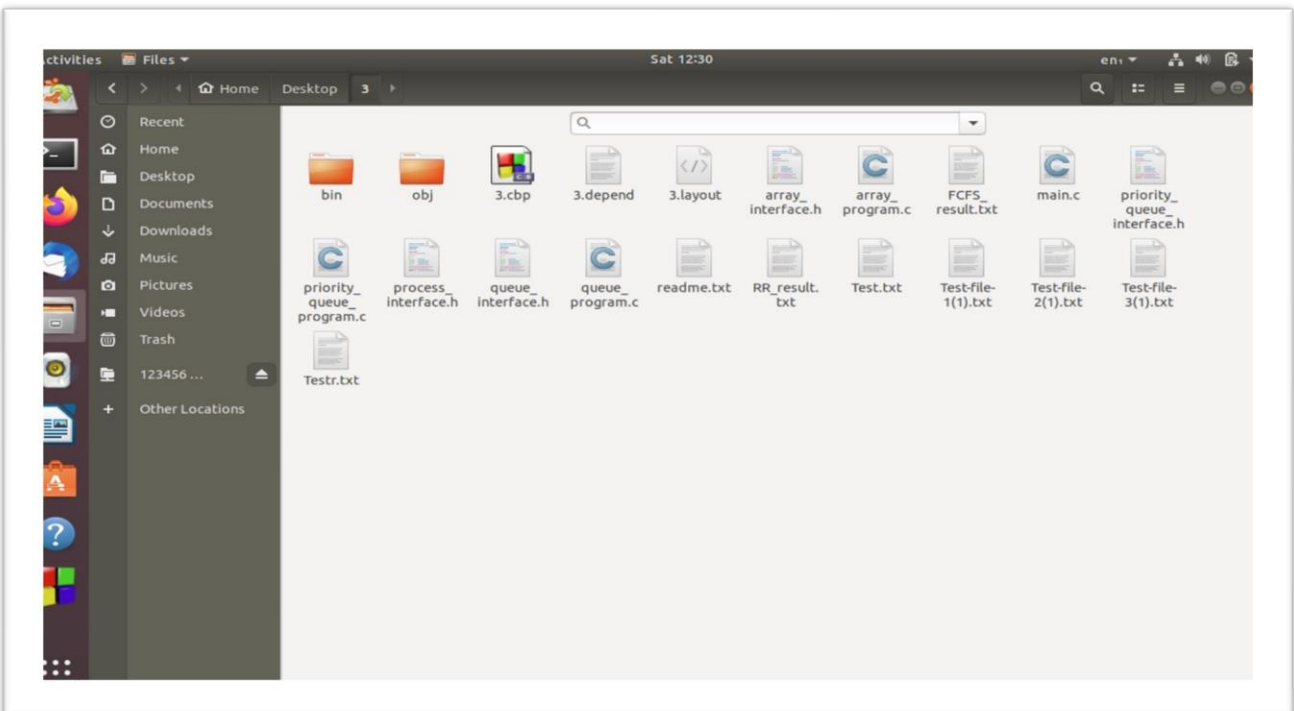 ctivities Files Sat 12:30 en₁
Home Desktop 3
Recent
Home
Desktop
Documents
Downloads
Music
Pictures
Videos
Trash
123456 ...
+ Other Locations
bin
obj
3.cbp
3.depend
3.layout
array_
interface.h
array_
program.c
FCFS_
result.txt
main.c
priority_
queue_
interface.h
priority_
queue_
program.c
process_
interface.h
queue_
interface.h
queue_
program.c
readme.txt
RR_result.
txt
Test.txt
Test-file-
1(1).txt
Test-file-
2(1).txt
Test-file-
3(1).txt
Testr.txt